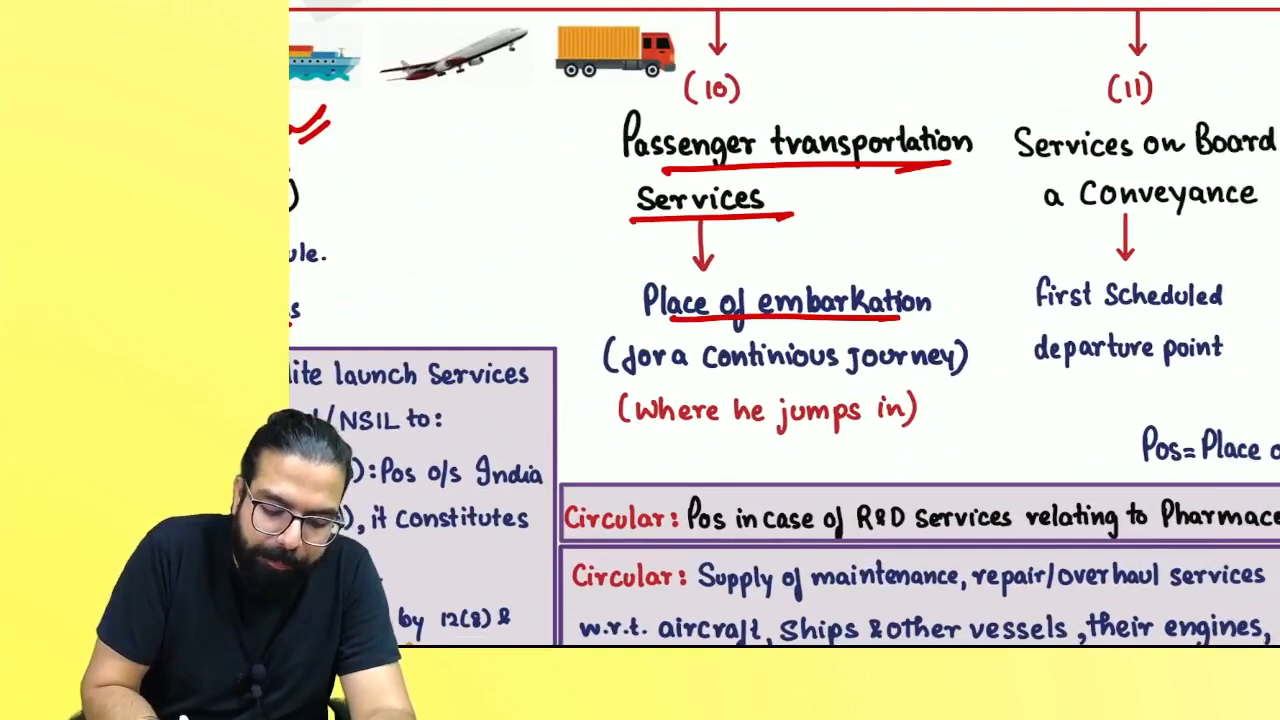 (10)
Passenger transportation
Services
Place of embarkation
(for a Continious Journey)
(Where he jumps in)
(11)
Services on Board
a Conveyance
first Scheduled
departure point
Pos=Place
)
ule.
s
lite launch Services
/NSIL to:
):Pos o/s India
), it Constitutes
by 12(8) &
Circular: Pos in case of R&D Services relating to Pharmace
Circular: Supply of maintenance, repair/overhaul services
w.r.t. aircraft, Ships & other vessels, their engines,